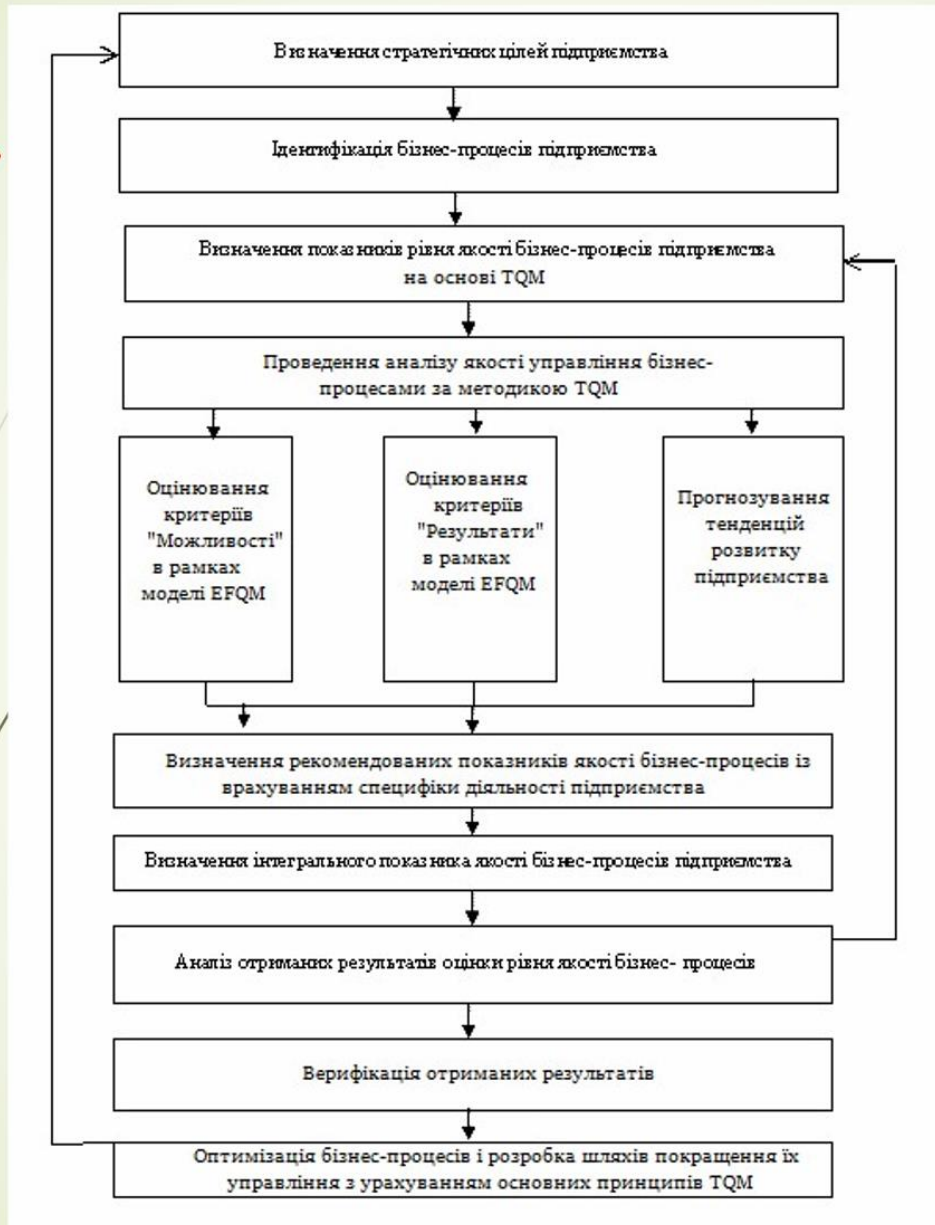 Визначення стратегічних цілей підприємства
Ідентифікація бізнес-процесів підприємства
Визначення показників рівня якості бізнес-процесів підприємства
на основі TQM
Проведення аналізу якості управління бізнес-
процесами за методикою TQM
Оцінювання
критеріїв
"Можливості"
в рамках
моделі EFQM
Оцінювання
критеріїв
"Результати"
в рамках
моделі EFQM
Прогнозування
тенденцій
розвитку
підприємства
Визначення рекомендованих показників якості бізнес-процесів із
врахуванням специфіки діяльності підприємства
Визначення інтегрального показника якості бізнес-процесів підприємства
Аналіз отриманих результатів оцінки рівня якості бізнес- процесів
Верифікація отриманих результатів
Оптимізація бізнес-процесів і розробка шляхів покращення їх
управління з урахуванням основних принципів TQM